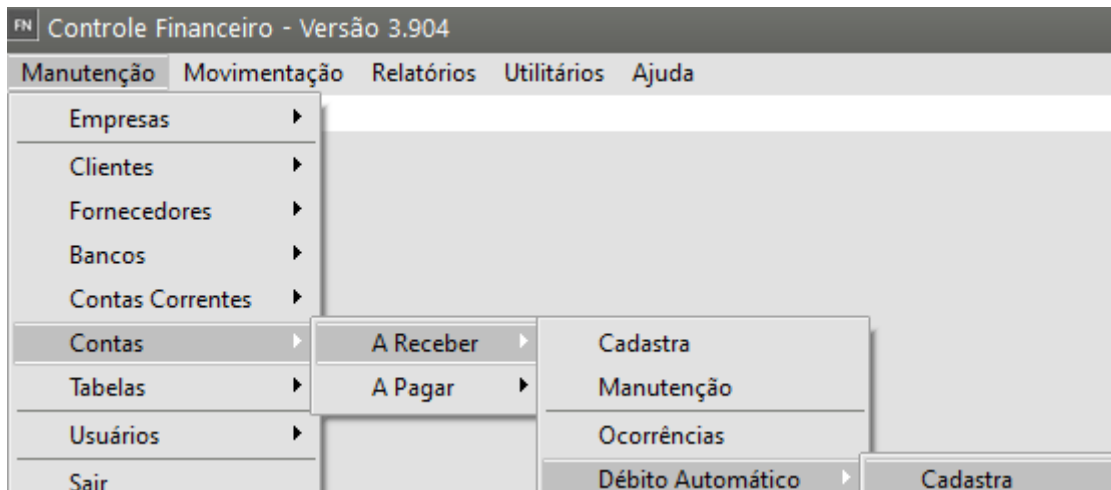 FN Controle Financeiro - Versão 3.904
Manutenção Movimentação Relatórios Utilitários Ajuda
Empresas
Clientes
Fornecedores
Bancos
Contas Correntes
Contas A Receber Cadastra
Tabelas A Pagar Manutenção
Usuários Ocorrências
Sair Débito Automático Cadastra